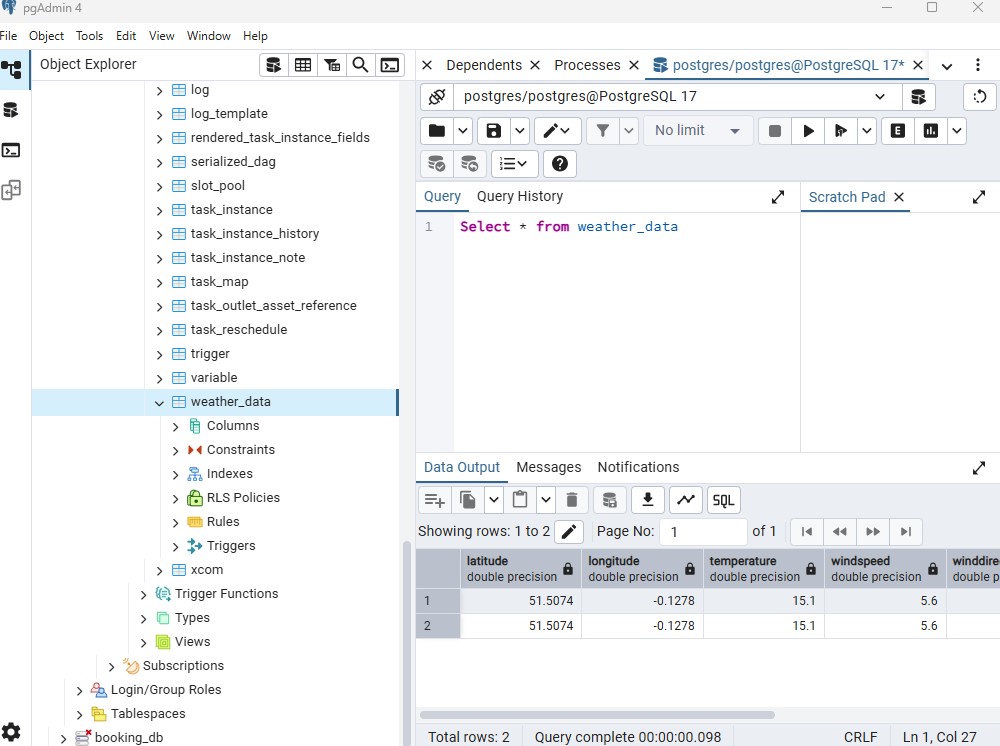 pgAdmin 4
File Object Tools Edit View Window Help
Object Explorer
log
log_template
rendered_task_instance_fields
serialized_dag
slot_pool
task_instance
task_instance_history
task_instance_note
task_map
task_outlet_asset_reference
task_reschedule
trigger
variable
weather_data
Columns
Constraints
Indexes
RLS Policies
Rules
Triggers
xcom
Trigger Functions
Types
Views
Subscriptions
Login/Group Roles
Tablespaces
booking_db
Dependents Processes postgres/postgres@PostgreSQL 17*
postgres/postgres@PostgreSQL 17
No limit E
Query Query History
Scratch Pad
1 Select * from weather_data
Data Output Messages Notifications
SQL
Showing rows: 1 to 2 Page No: 1 of 1
latitude longitude temperature windspeed winddire
double precision double precision double precision double precision double p
1 51.5074 -0.1278 15.1 5.6
2 51.5074 -0.1278 15.1 5.6
Total rows: 2 Query complete 00:00:00.098 CRLF Ln 1, Col 27